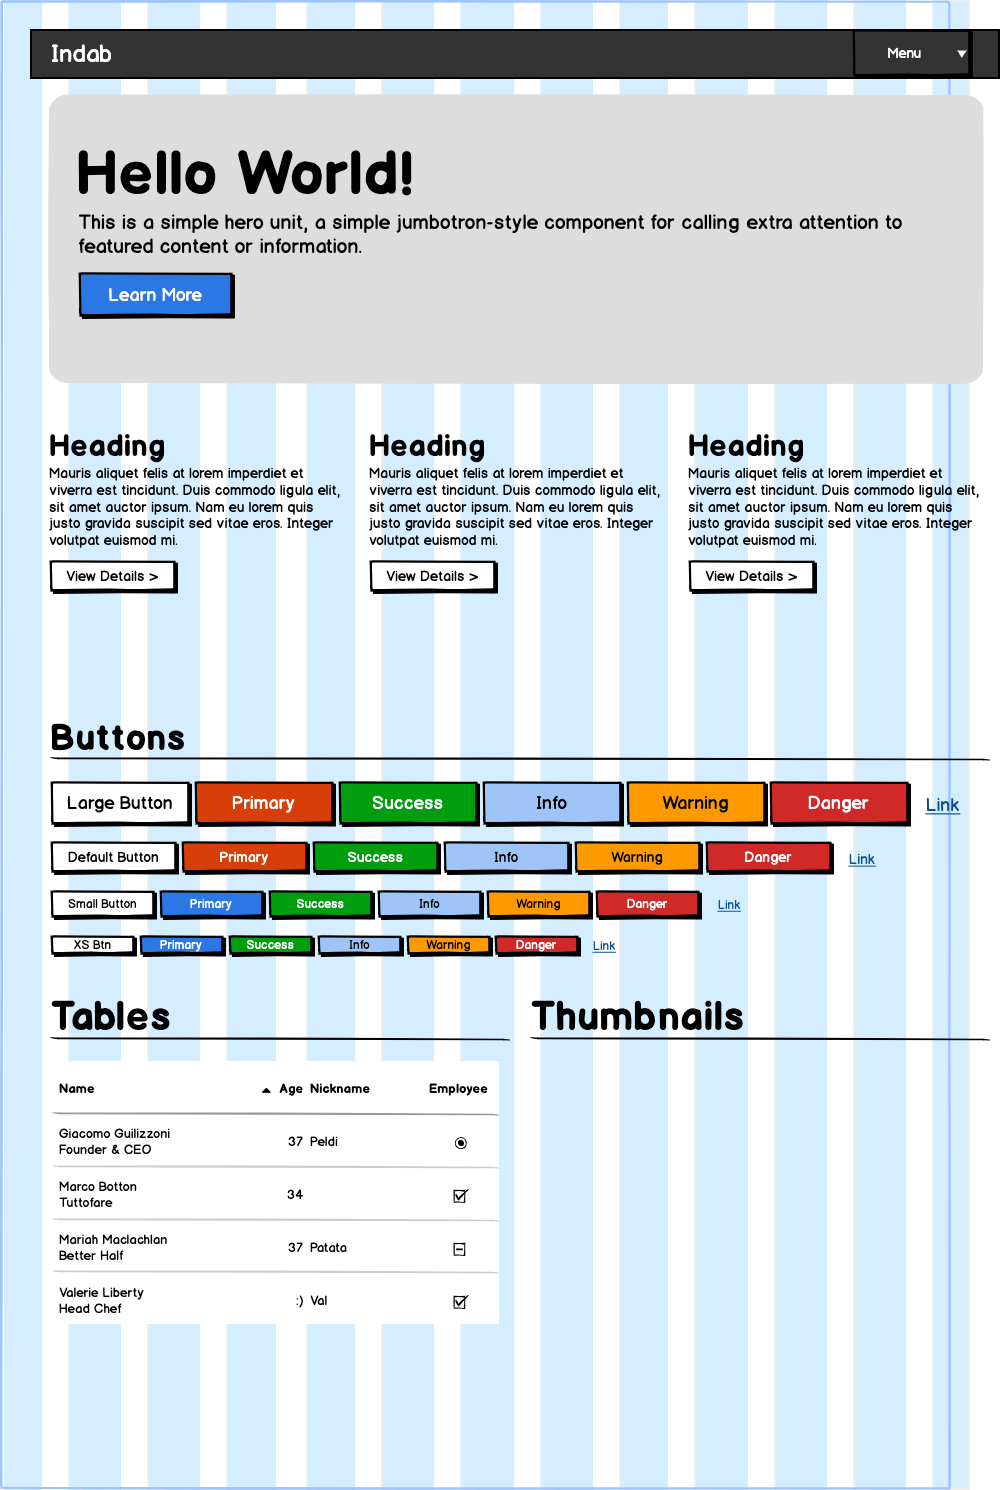 Indab
Menu
Hello World!
This is a simple hero unit, a simple jumbotron-style component for calling extra attention to
featured content or information.
Learn More
Heading
Mauris aliquet felis at lorem imperdiet et
viverra est tincidunt. Duis commodo ligula elit,
sit amet auctor ipsum. Nam eu lorem quis
justo gravida suscipit sed vitae eros. Integer
volutpat euismod mi.
View Details >
Heading
Mauris aliquet felis at lorem imperdiet et
viverra est tincidunt. Duis commodo ligula elit,
sit amet auctor ipsum. Nam eu lorem quis
justo gravida suscipit sed vitae eros. Integer
volutpat euismod mi.
View Details >
Heading
Mauris aliquet felis at lorem imperdiet et
viverra est tincidunt. Duis commodo ligula elit,
sit amet auctor ipsum. Nam eu lorem quis
justo gravida suscipit sed vitae eros. Integer
volutpat euismod mi.
View Details >
Buttons
Large Button Primary Success Info Warning Danger Link
Default Button Primary Success Info Warning Danger Link
Small Button Primary Success Info Warning Danger Link
XS Btn Primary Success Info Warning Danger Link
Tables
Name Age Nickname Employee
Giacomo Guilizzoni
Founder & CEO
37 Peldi
Marco Botton
Tuttofare
34
Mariah Maclachlan
Better Half
37 Patata
Valerie Liberty
Head Chef
:) Val
Thumbnails